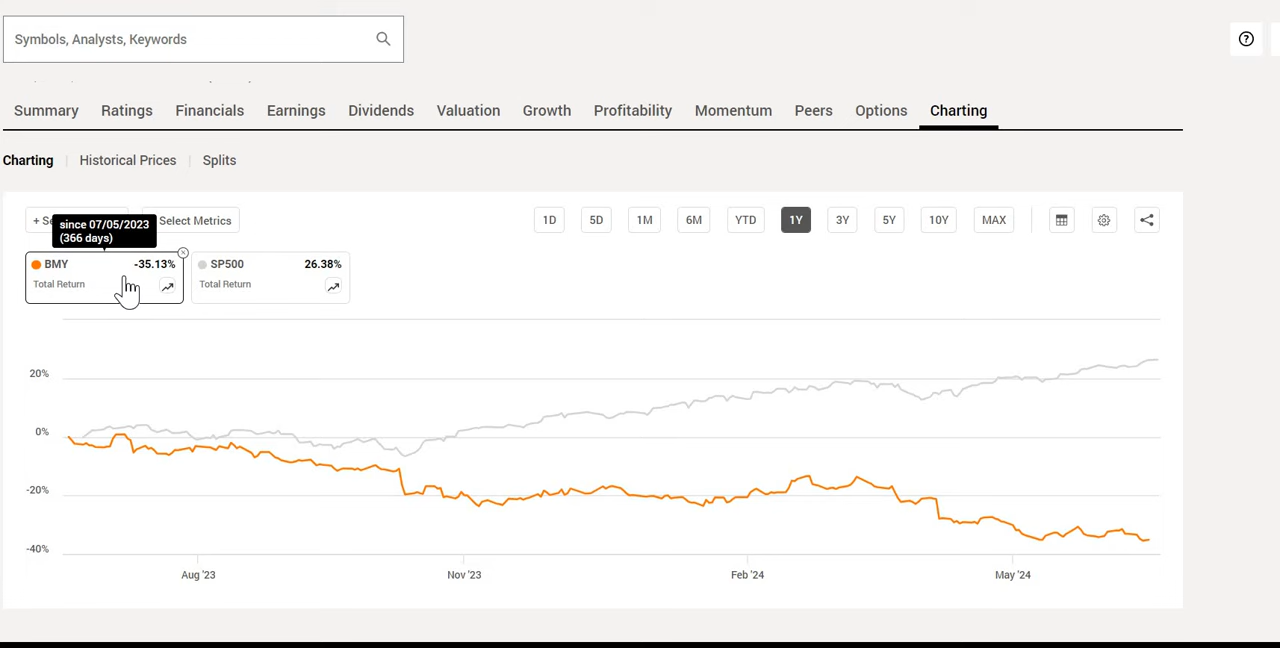 Symbols, Analysts, Keywords
Summary Ratings Financials Earnings Dividends Valuation Growth Profitability Momentum Peers Options Charting
Charting Historical Prices Splits
+ Se Select Metrics 1D 5D 1M 6M YTD 1Y 3Y 5Y 10Y MAX
since 07/05/2023
(366 days)
BMY -35.13% SP500 26.38%
Total Return Total Return
20%
0%
-20%
-40%
Aug '23 Nov '23 Feb '24 May '24